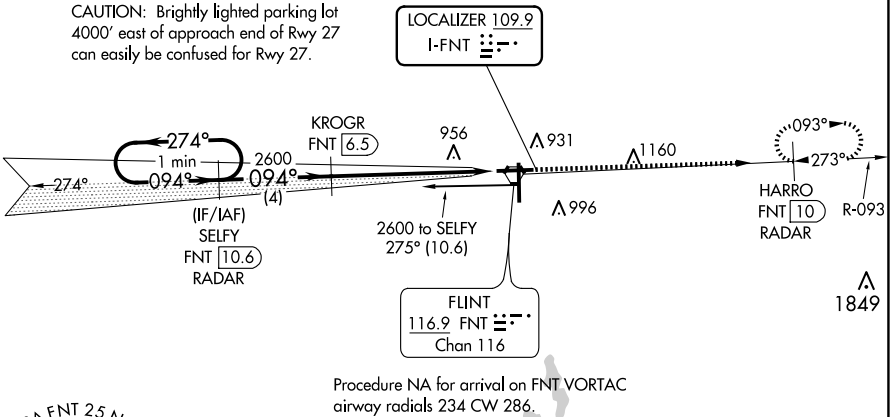 CAUTION: Brightly lighted parking lot
4000' east of approach end of Rwy 27
can easily be confused for Rwy 27.
LOCALIZER 109.9
I-FNT
KROGR
FNT 6.5
956
931
1160
093°
273°
274°
1 min
2600
094°
094°
(4)
274°
(IF/IAF)
SELFY
FNT 10.6
RADAR
2600 to SELFY
275° (10.6)
996
HARRO
FNT 10
RADAR
R-093
1849
FLINT
116.9 FNT
Chan 116
Procedure NA for arrival on FNT VORTAC
airway radials 234 CW 286.
FNT 25